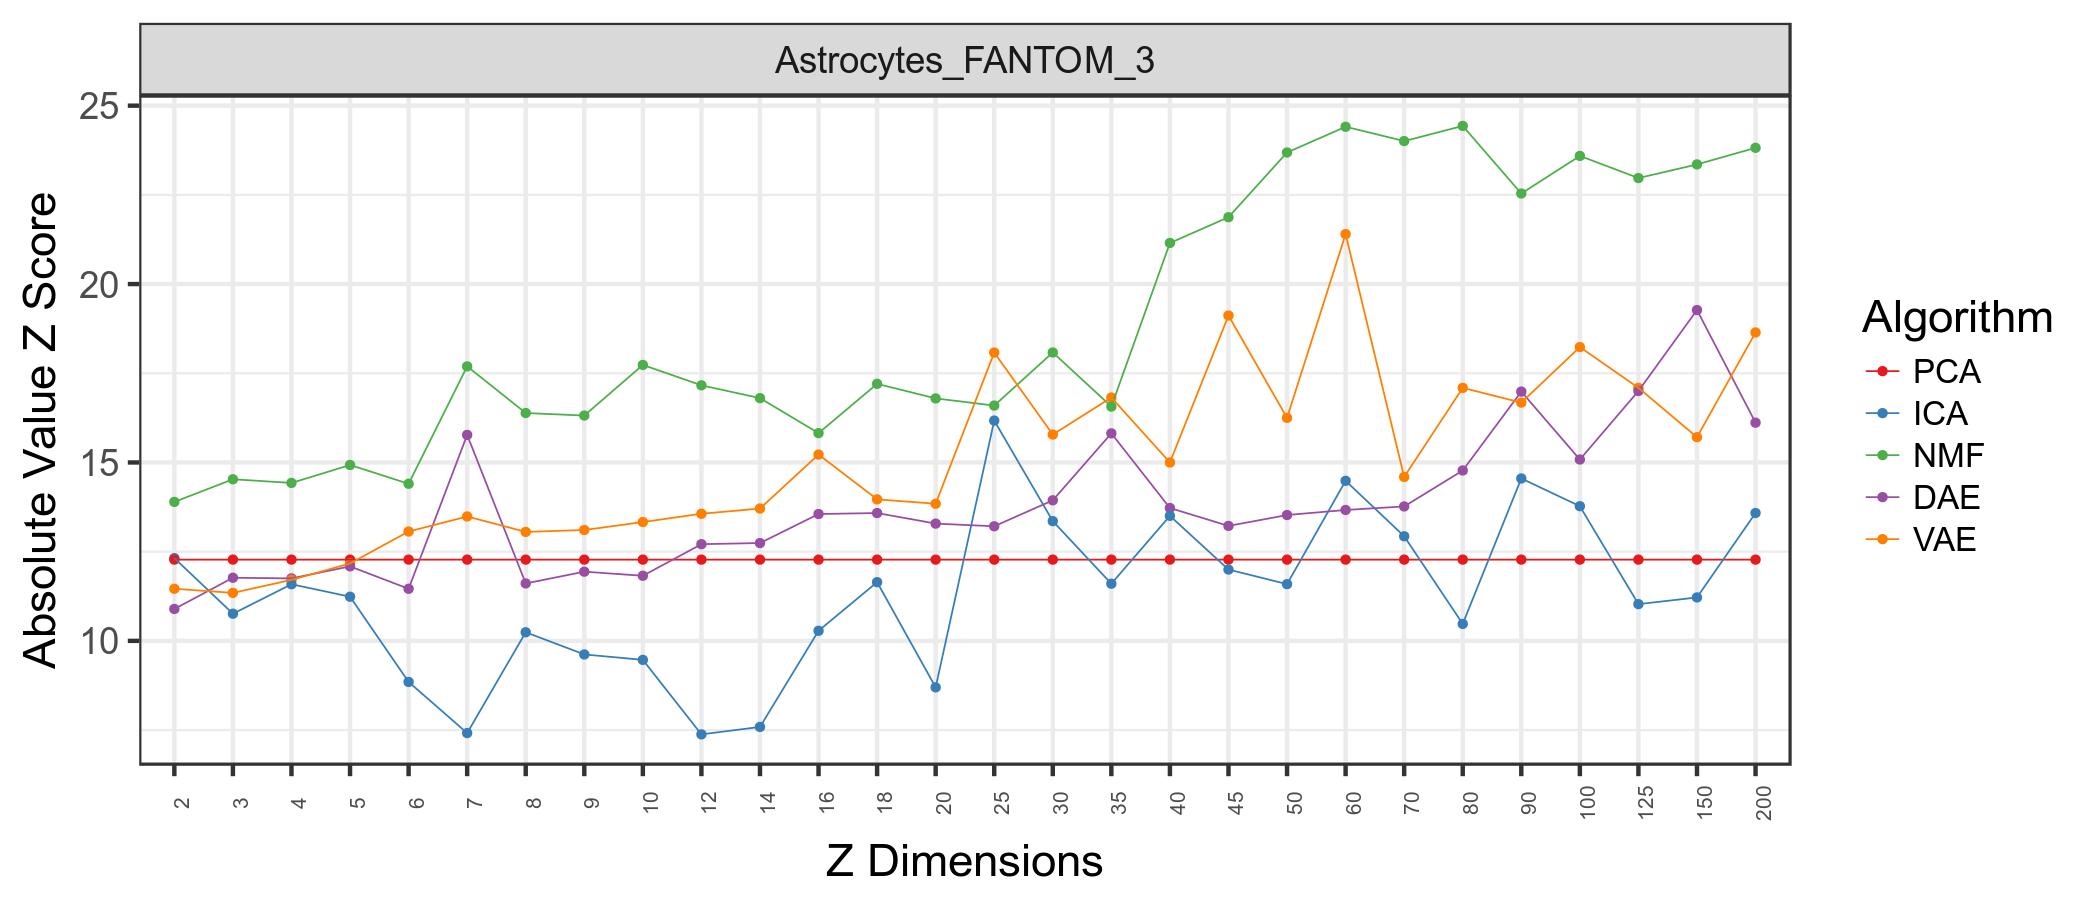 Astrocytes_FANTOM_3
Absolute Value Z Score
25
20
15
10
2 3 4 5 6 7 8 9 10 12 14 16 18 20 25 30 35 40 45 50 60 70 80 90 100 125 150 200
Z Dimensions
Algorithm
PCA
ICA
NMF
DAE
VAE